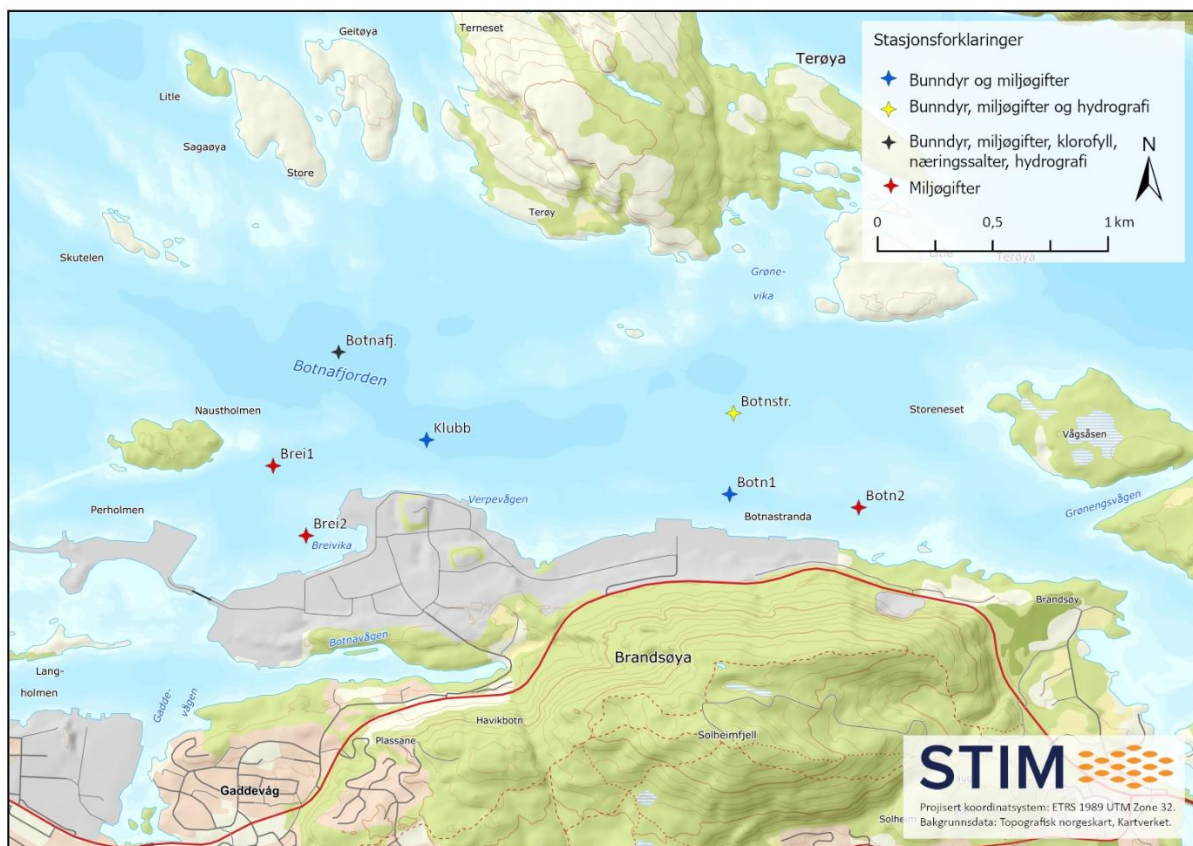 Geitøya
Terneset
Terøya
Litle
Sagaøya
Store
Terøy
Skutelen
Grøne-
vika
Litle
Terøya
Stasjonsforklaringer
Bunndyr og miljøgifter
Bunndyr, miljøgifter og hydrografi
Bunndyr, miljøgifter, klorofyll,
næringssalter, hydrografi
Miljøgifter
N
0 0,5 1 km
Botnafj.
Botnafjorden
Naustholmen
Klubb
Botnstr.
Storeneset
Vågsåsen
Brei1
Perholmen
Verpevågen
Botn1
Botn2
Grønengsvågen
Botnastranda
Brei2
Breivika
Brandsøy
Botnavågen
Brandsøya
Lang-
holmen
Gadde-
vågen
Havikbotn
Solheimfjell
Plassane
Gaddevåg
STIM
Projisert koordinatsystem: ETRS 1989 UTM Zone 32.
Bakgrunnsdata: Topografisk norgeskart, Kartverket.
Solheim